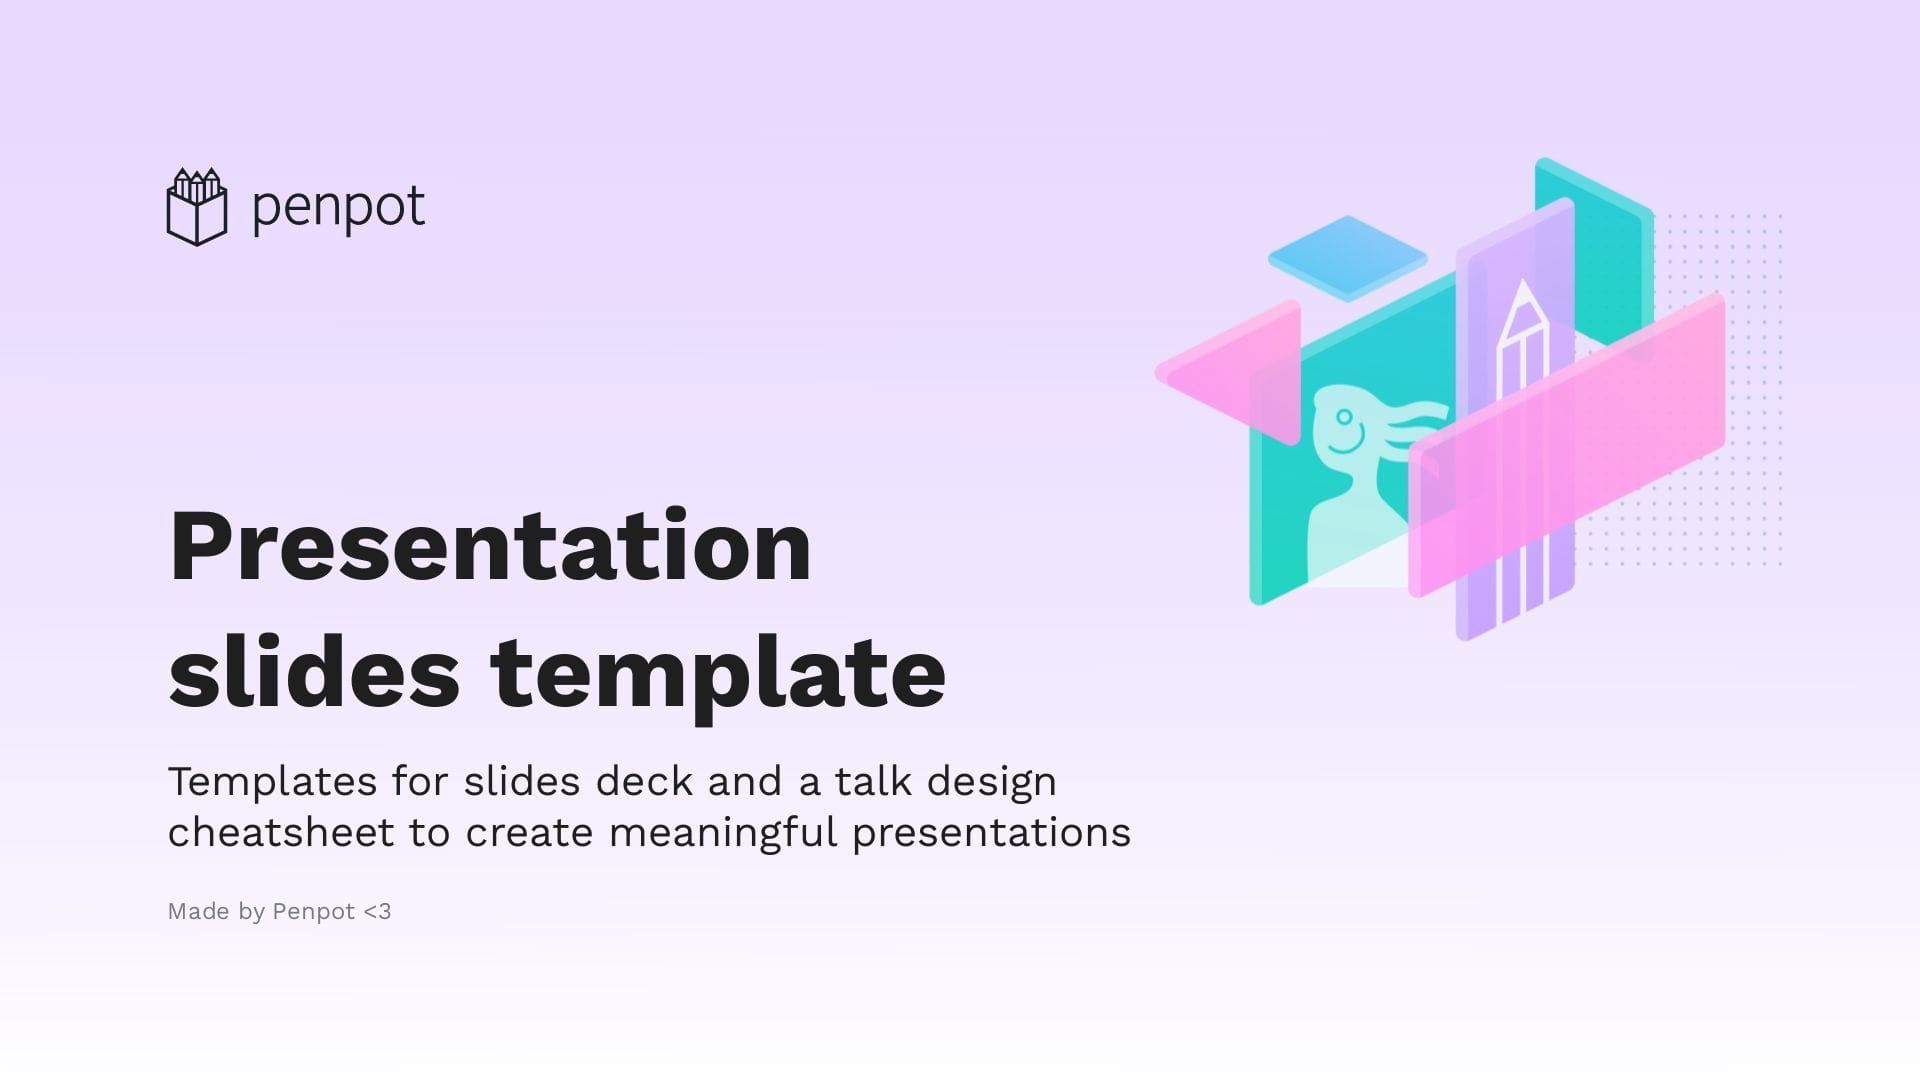 penpot
Presentation
slides template
Templates for slides deck and a talk design
cheatsheet to create meaningful presentations
Made by Penpot <3